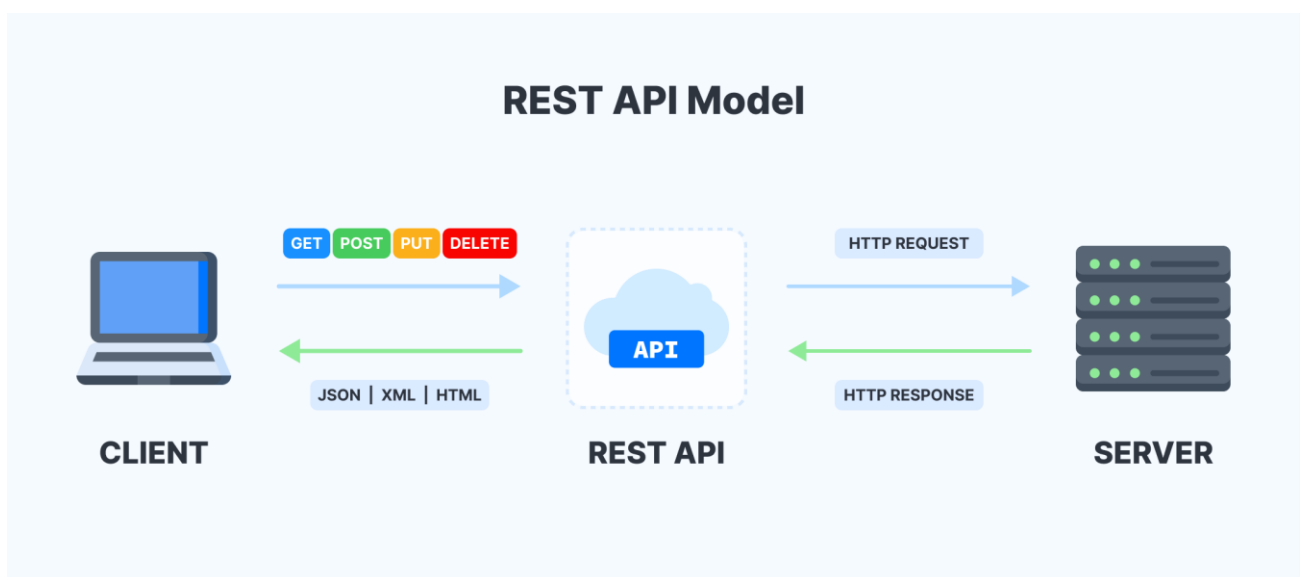 REST API Model
GET POST PUT DELETE
HTTP REQUEST
API
JSON | XML | HTML
HTTP RESPONSE
CLIENT
REST API
SERVER